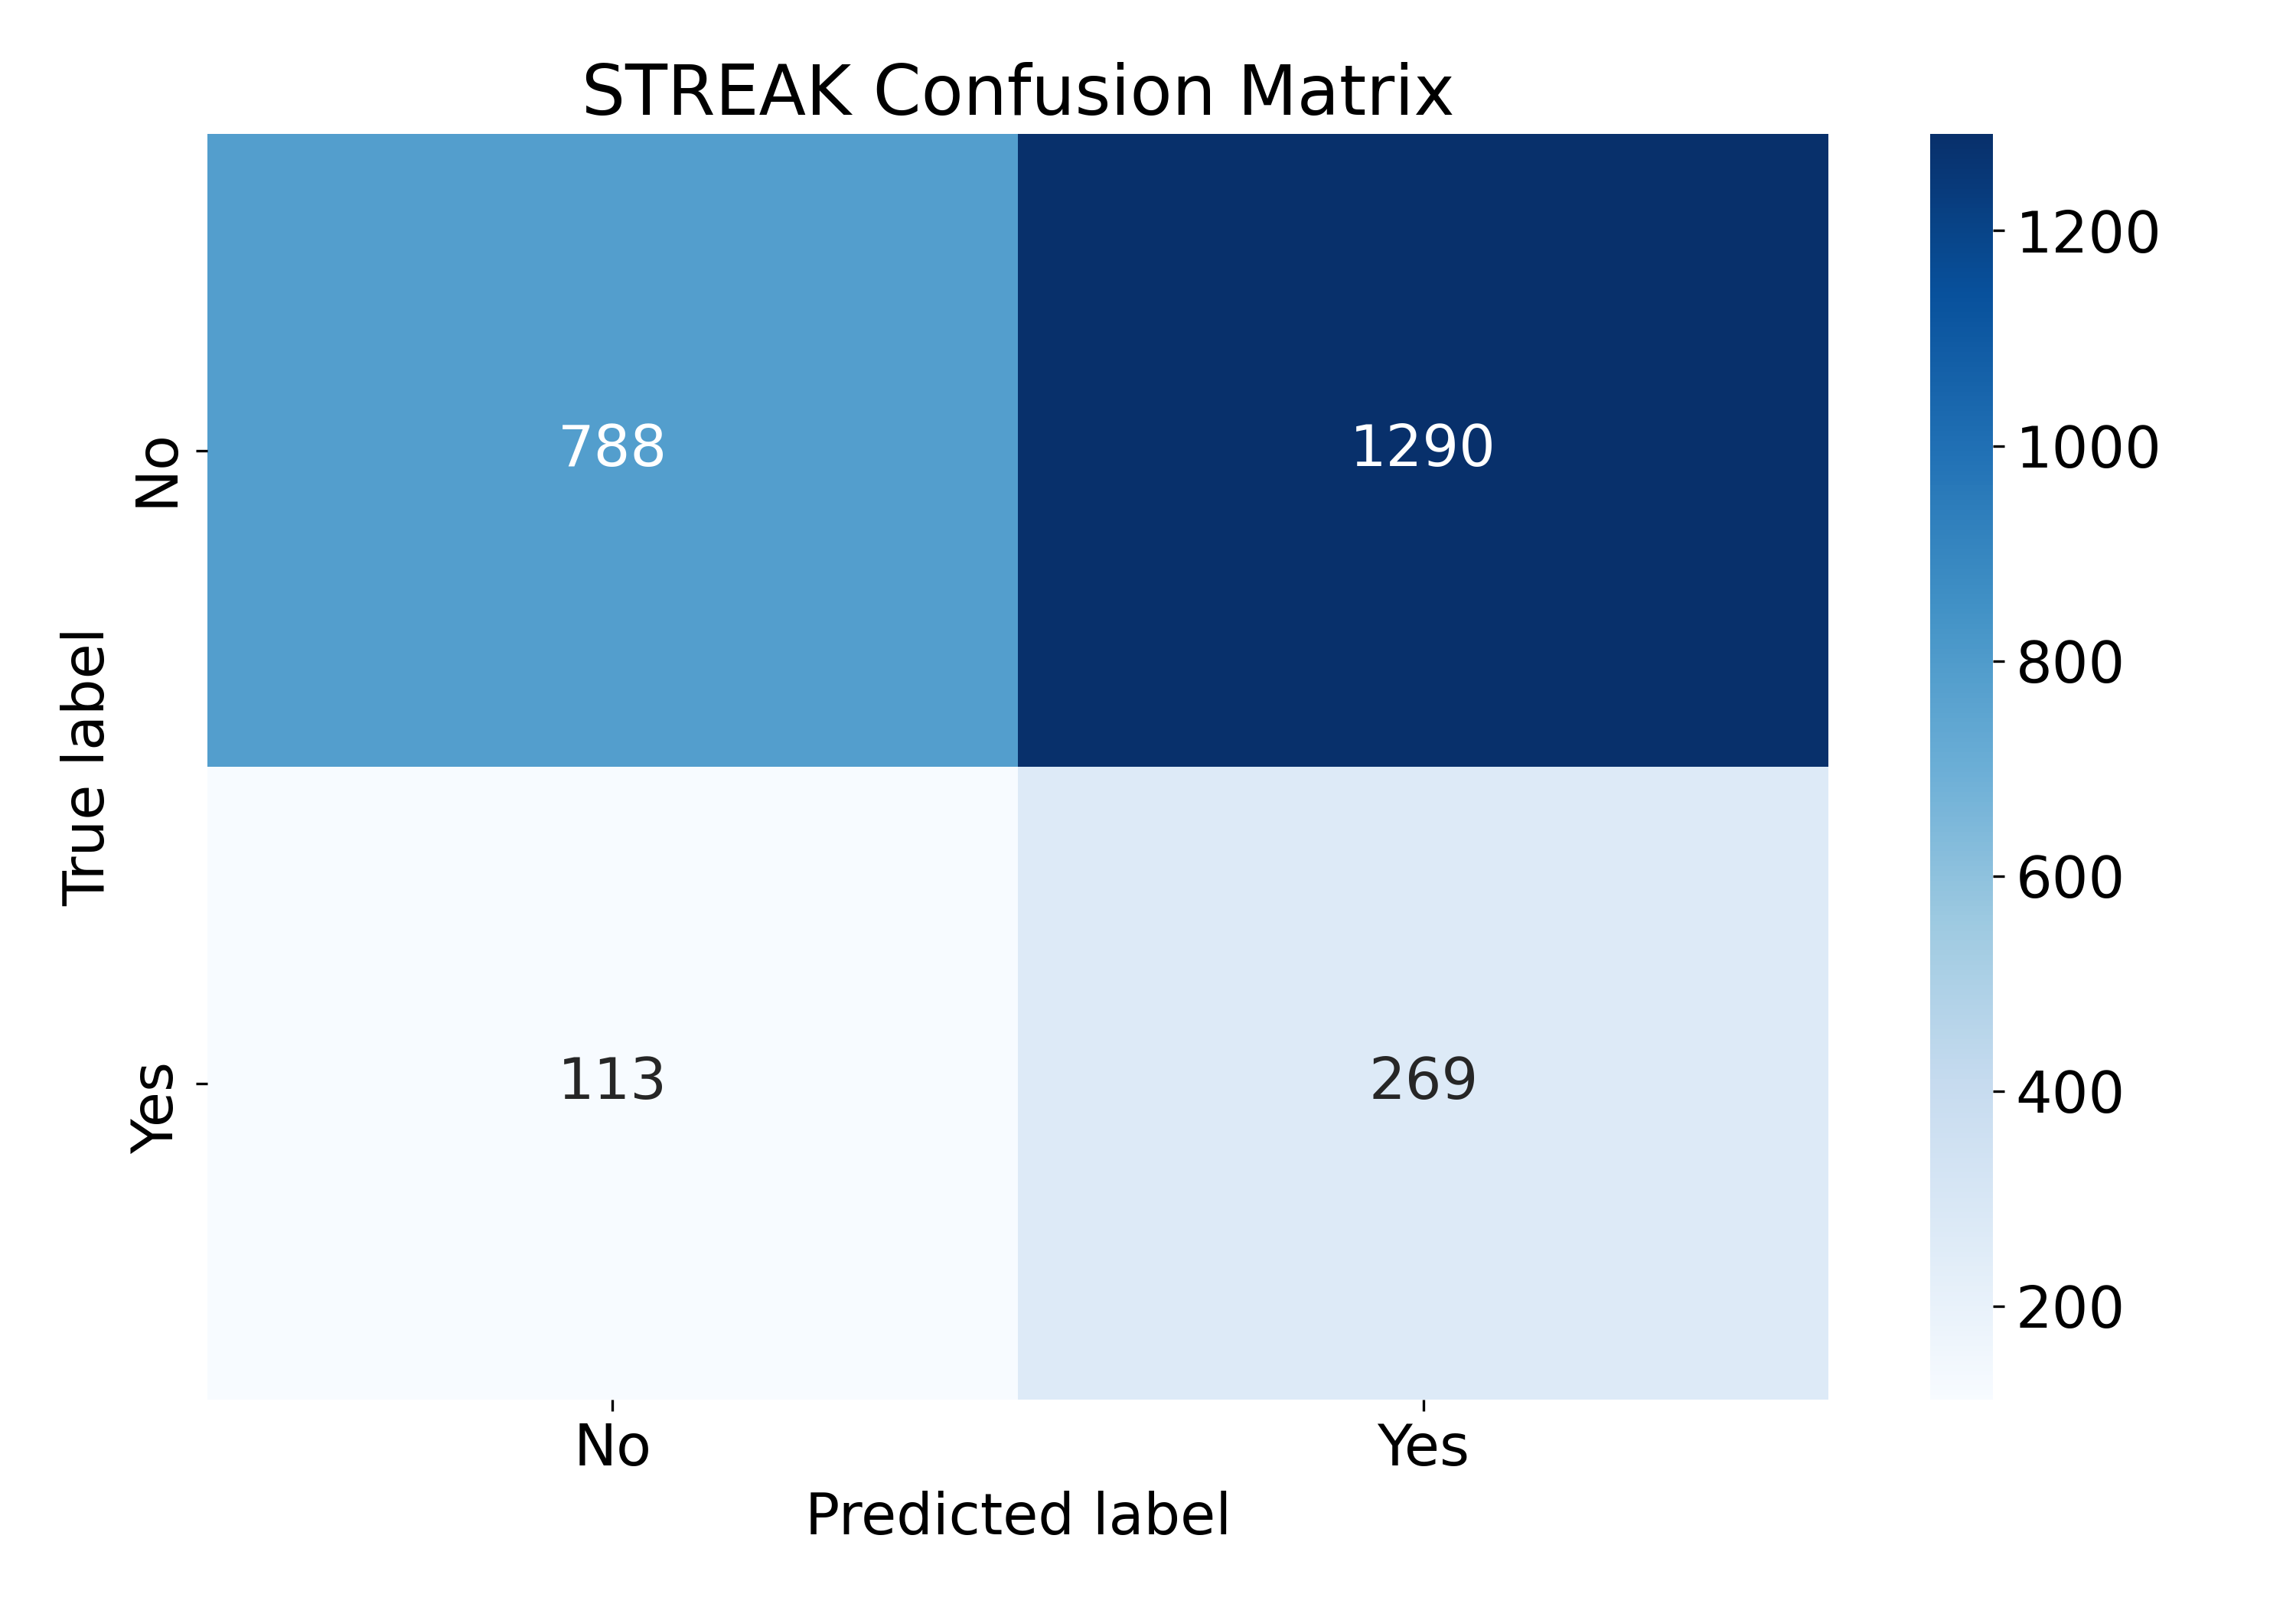 STREAK Confusion Matrix
True label
No
Yes
788
1290
113
269
No
Yes
Predicted label
1200
1000
800
600
400
200